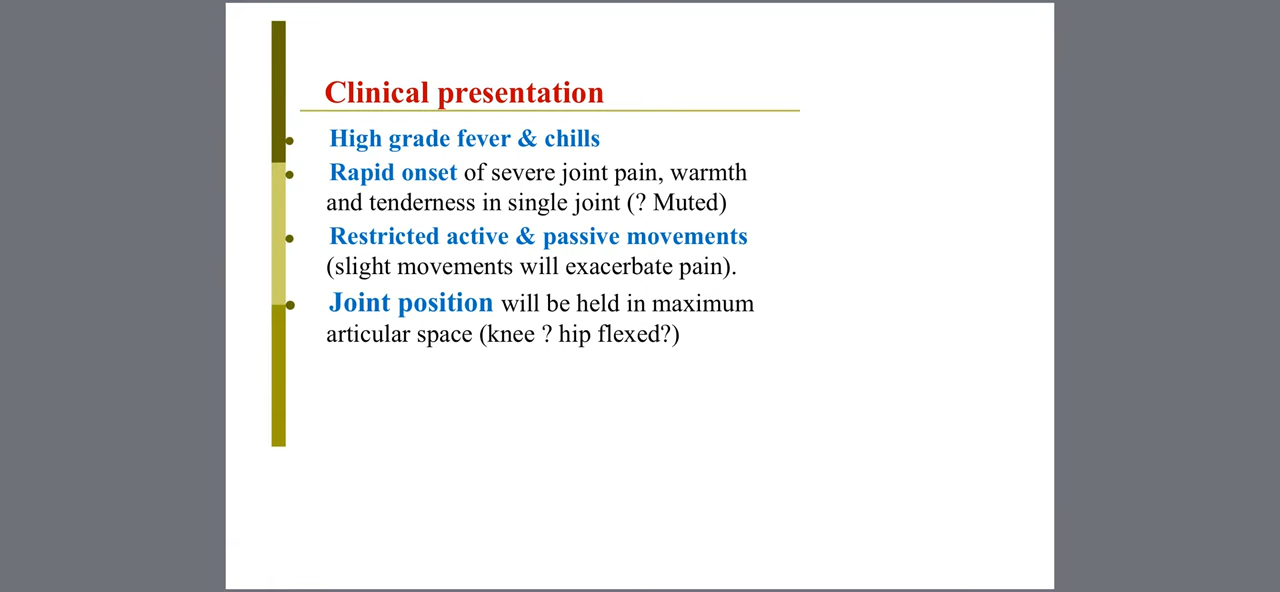 Clinical presentation
• High grade fever & chills
• Rapid onset of severe joint pain, warmth
and tenderness in single joint (? Muted)
• Restricted active & passive movements
(slight movements will exacerbate pain).
• Joint position will be held in maximum
articular space (knee ? hip flexed?)